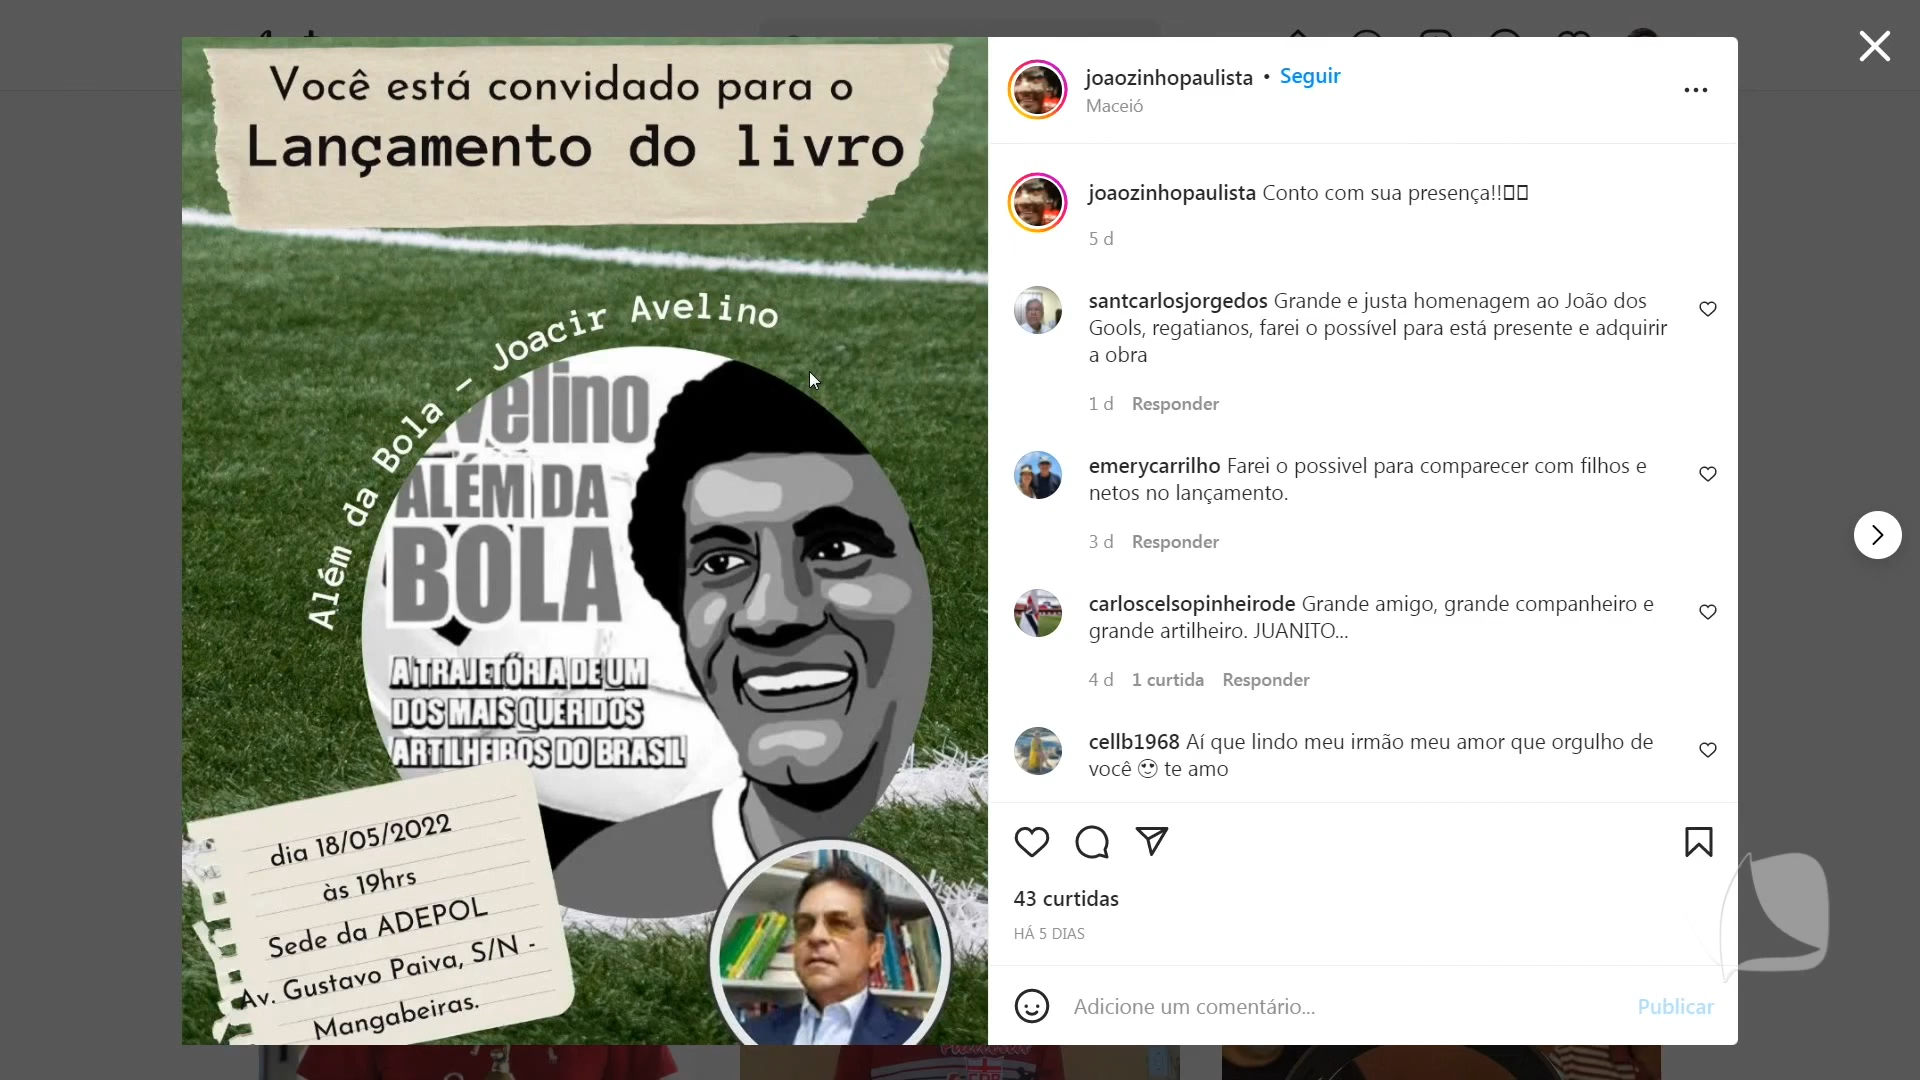 Você está convidado para o
Lançamento do livro
Além da Bola - Joacir Avelino
Avelino
ALÉM DA
BOLA
A TRAJETÓRIA DE UM
DOS MAIS QUERIDOS
ARTILHEIROS DO BRASIL
dia 18/05/2022
às 19hrs
Sede da ADEPOL
Av. Gustavo Paiva, S/N -
Mangabeiras.
joaozinhopaulista • Seguir
Maceió
joaozinhopaulista Conto com sua presença!!
5 d
santcarlosjorgedos Grande e justa homenagem ao João dos
Gools, regatianos, farei o possível para está presente e adquirir
a obra
1 d Responder
emerycarrilho Farei o possivel para comparecer com filhos e
netos no lançamento.
3 d Responder
carloscelsopinheirode Grande amigo, grande companheiro e
grande artilheiro. JUANITO...
4 d 1 curtida Responder
cellb1968 Aí que lindo meu irmão meu amor que orgulho de
você 😍 te amo
43 curtidas
HÁ 5 DIAS
Adicione um comentário...
Publicar